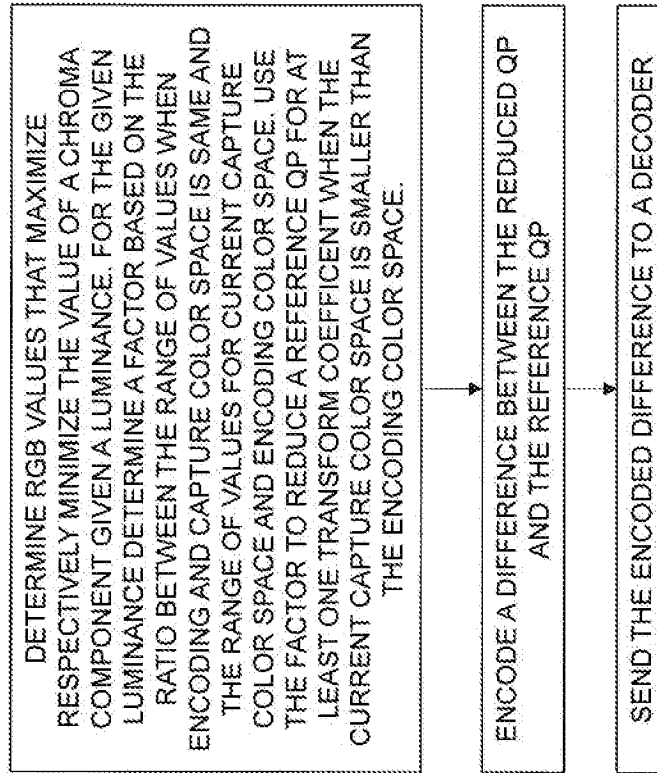 DETERMINE RGB VALUES THAT MAXIMIZE
RESPECTIVELY MINIMIZE THE VALUE OF A CHROMA
COMPONENT GIVEN A LUMINANCE. FOR THE GIVEN
LUMINANCE DETERMINE A FACTOR BASED ON THE
RATIO BETWEEN THE RANGE OF VALUES WHEN
ENCODING AND CAPTURE COLOR SPACE IS SAME AND
THE RANGE OF VALUES FOR CURRENT CAPTURE
COLOR SPACE AND ENCODING COLOR SPACE. USE
THE FACTOR TO REDUCE A REFERENCE QP FOR AT
LEAST ONE TRANSFORM COEFFICENT WHEN THE
CURRENT CAPTURE COLOR SPACE IS SMALLER THAN
THE ENCODING COLOR SPACE.
ENCODE A DIFFERENCE BETWEEN THE REDUCED QP
AND THE REFERENCE QP
SEND THE ENCODED DIFFERENCE TO A DECODER